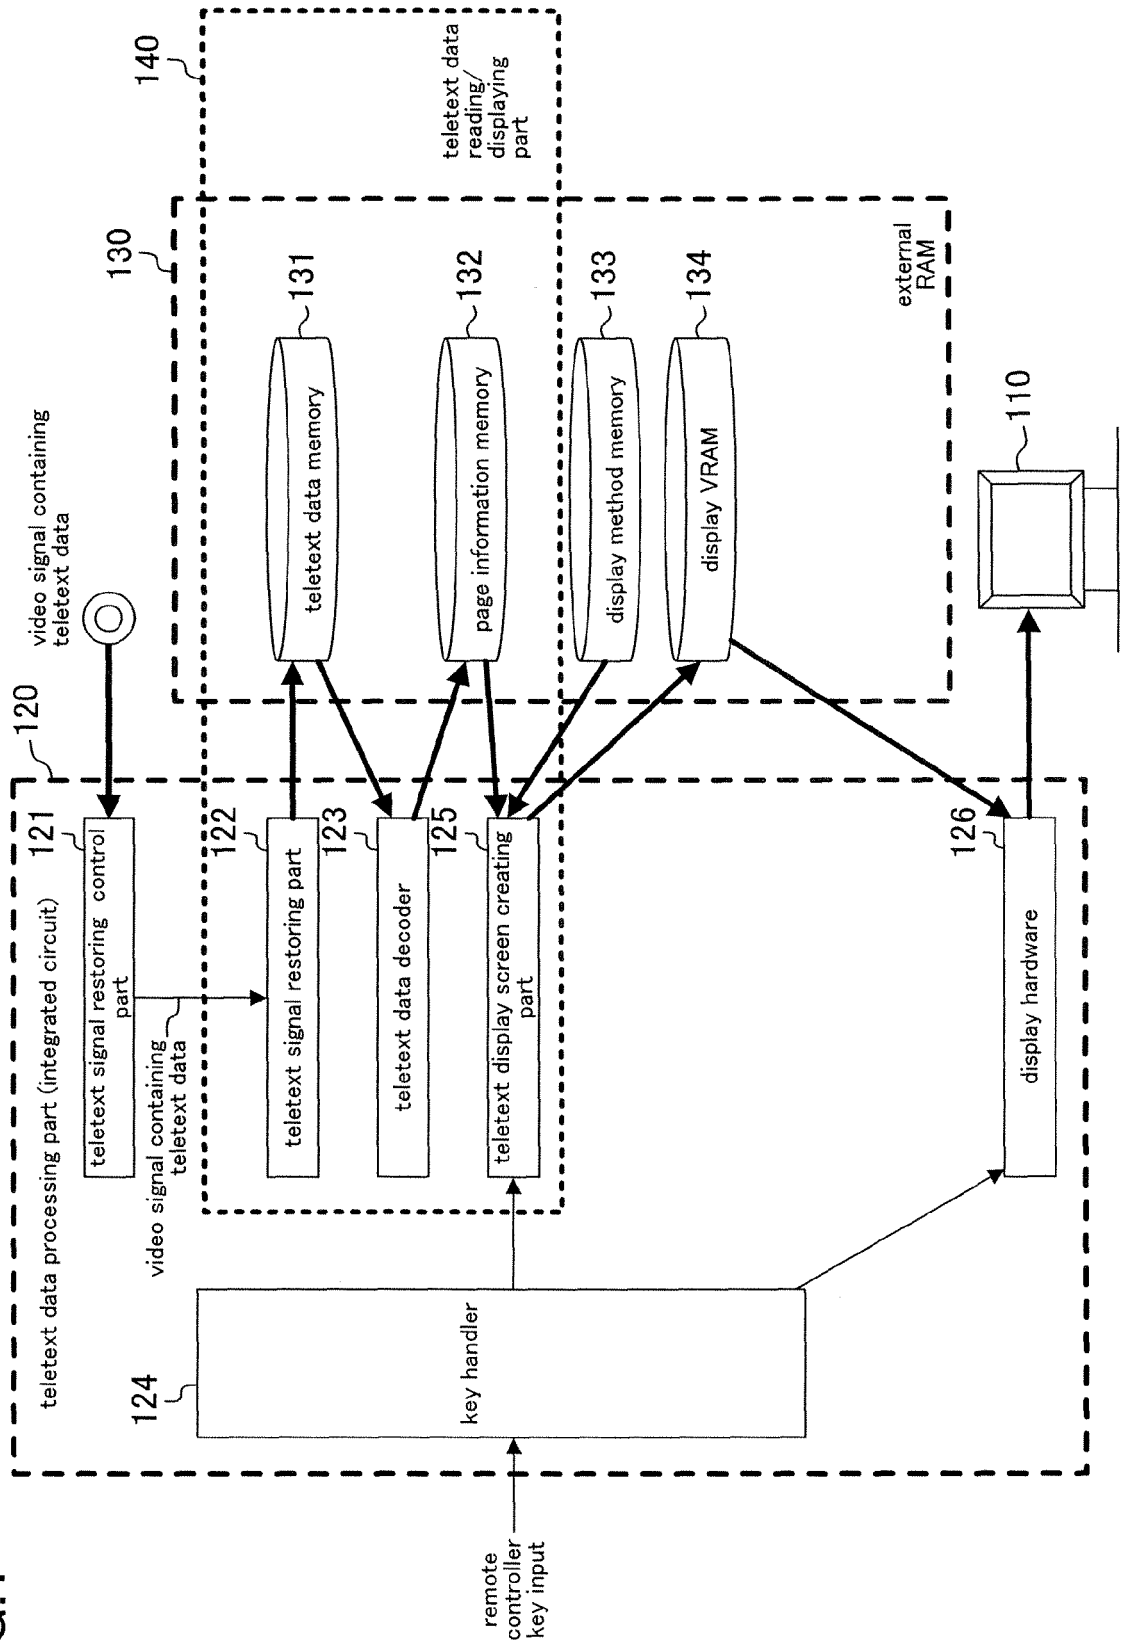 120
teletext data processing part (integrated circuit)
video signal containing
teletext data
121
teletext signal restoring control
part
video signal containing
teletext data
130
140
122
teletext signal restoring part
131
teletext data memory
123
teletext data decoder
132
page information memory
teletext data
reading/
displaying
part
125
teletext display screen creating
part
133
display method memory
134
display VRAM
external
RAM
124
key handler
remote
controller
key input
126
display hardware
110